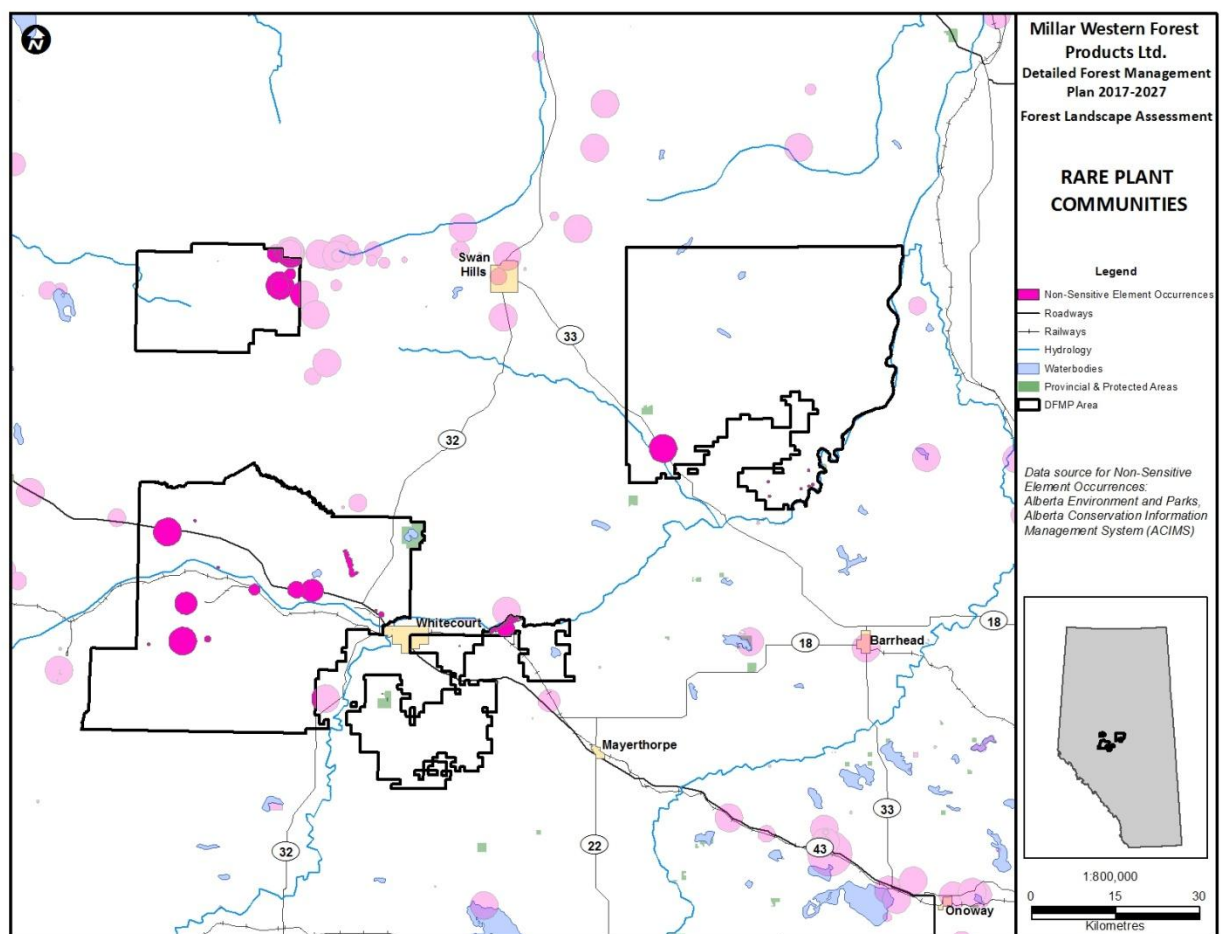 N
Swan
Hills
33
32
Whitecourt
18
18
Barrhead
Mayerthorpe
33
32
22
43
Onoway
Millar Western Forest
Products Ltd.
Detailed Forest Management
Plan 2017-2027
Forest Landscape Assessment
RARE PLANT
COMMUNITIES
Legend
Non-Sensitive Element Occurrences
Roadways
Railways
Hydrology
Waterbodies
Provincial & Protected Areas
DFMP Area
Data source for Non-Sensitive
Element Occurrences:
Alberta Environment and Parks,
Alberta Conservation Information
Management System (ACIMS)
1:800,000
0 15 30
Kilometres